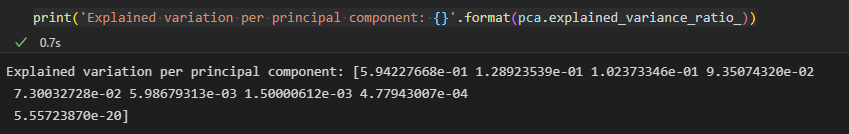 print('Explained variation per principal component: {}'.format(pca.explained_variance_ratio_))
✓ 0.7s
Explained variation per principal component: [5.94227668e-01 1.28923539e-01 1.02373346e-01 9.35074320e-02
7.30032728e-02 5.98679313e-03 1.50000612e-03 4.77943007e-04
5.55723870e-20]